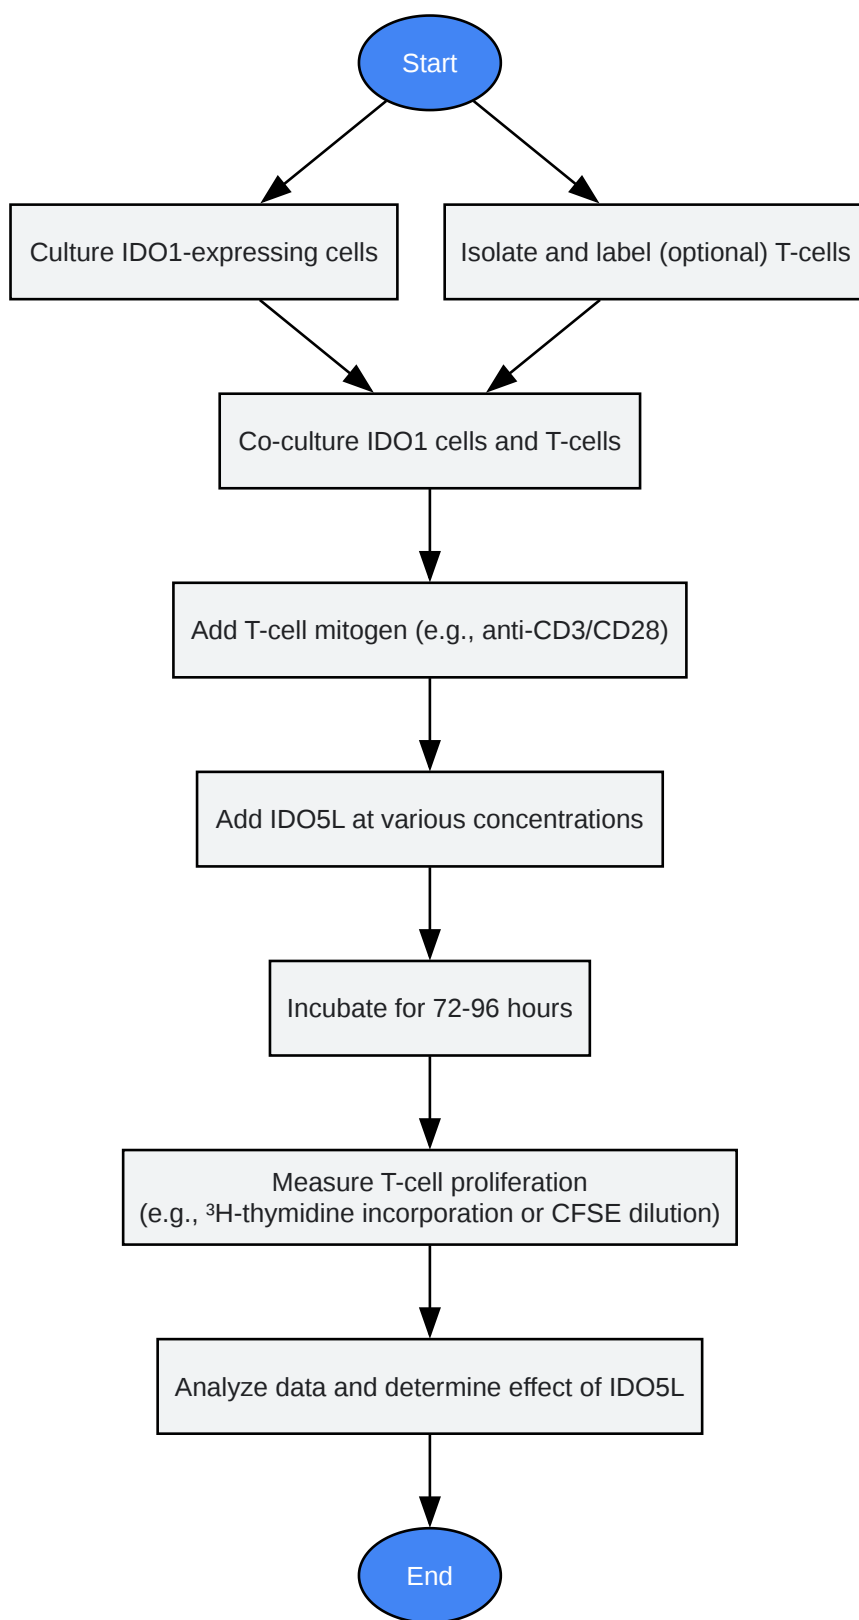 Start
Culture IDO1-expressing cells
Isolate and label (optional) T-cells
Co-culture IDO1 cells and T-cells
Add T-cell mitogen (e.g., anti-CD3/CD28)
Add IDO5L at various concentrations
Incubate for 72-96 hours
Measure T-cell proliferation
(e.g., ³H-thymidine incorporation or CFSE dilution)
Analyze data and determine effect of IDO5L
End